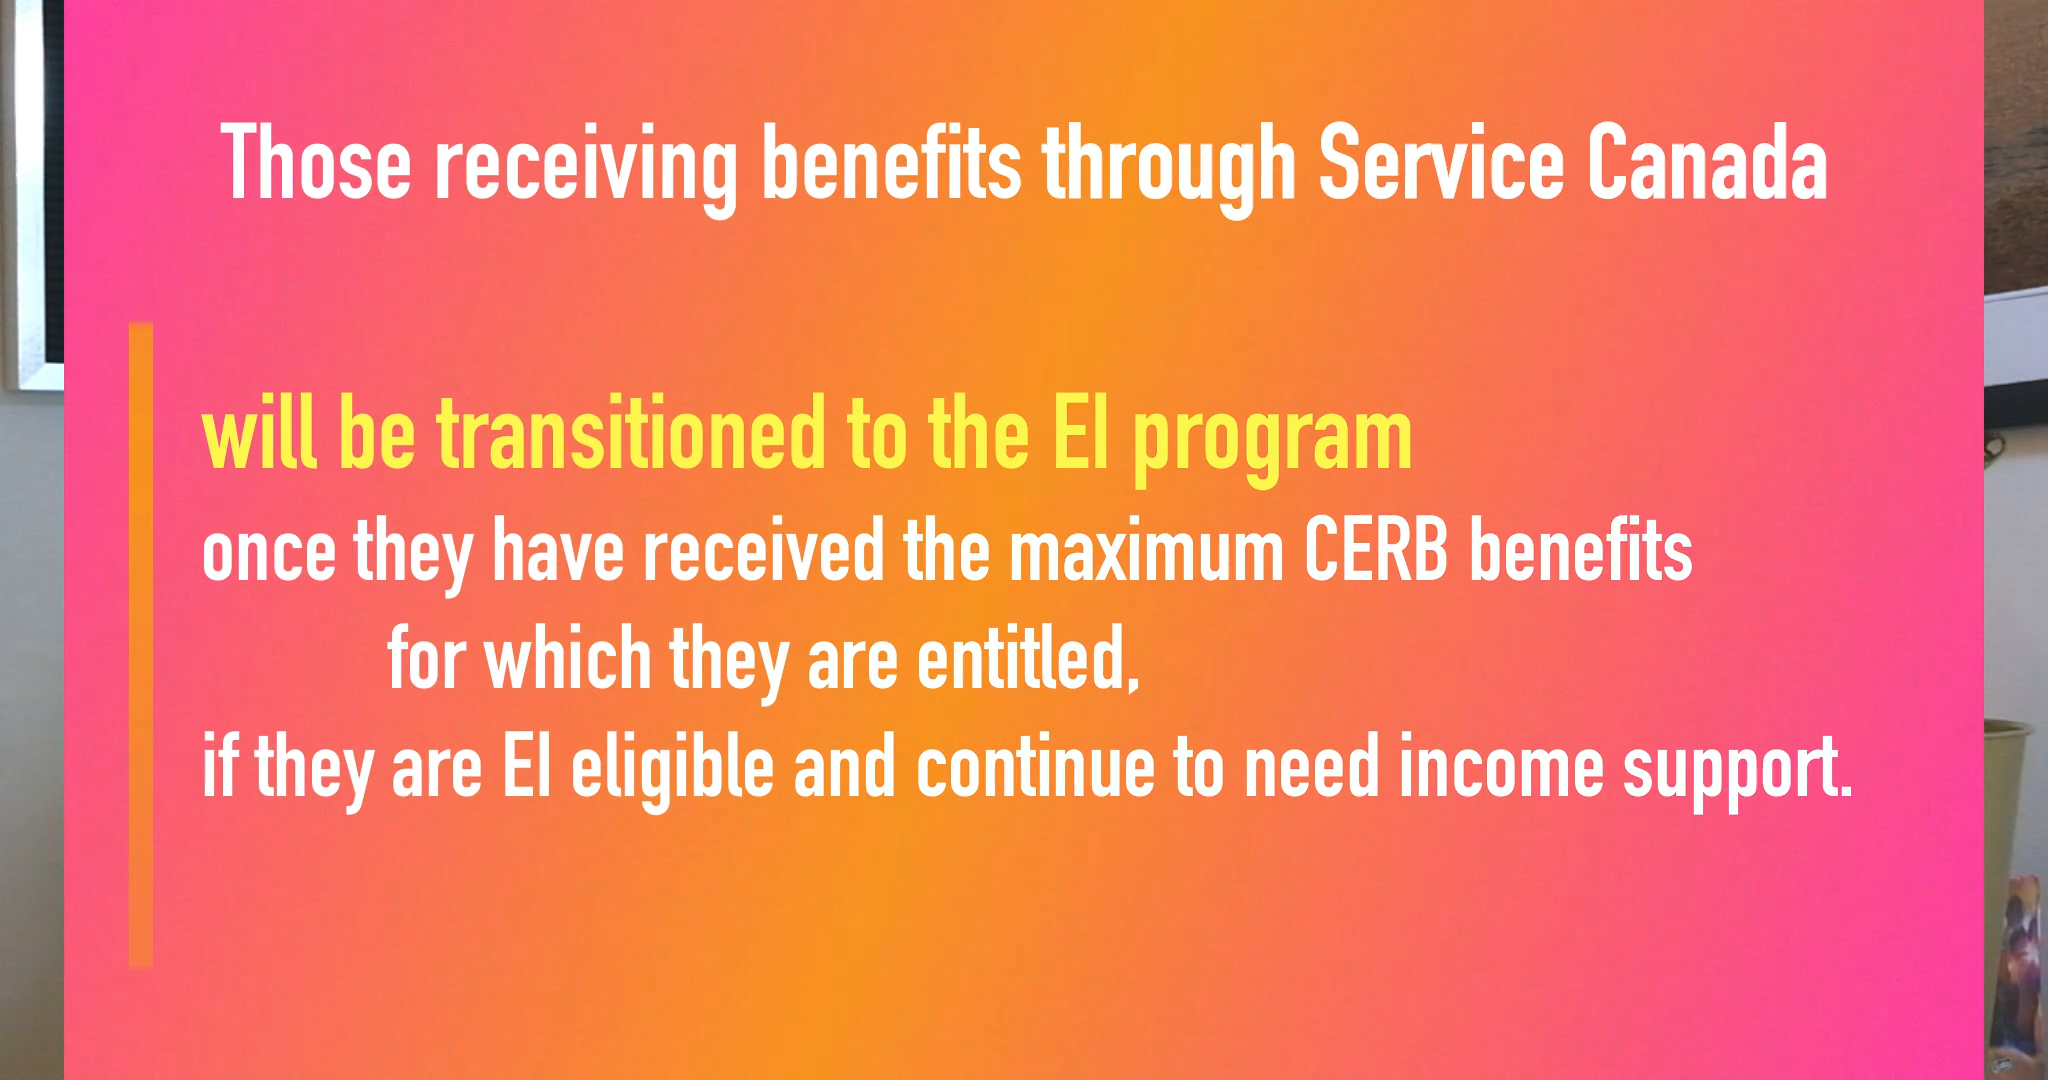 Those receiving benefits through Service Canada
will be transitioned to the EI program
once they have received the maximum CERB benefits
for which they are entitled,
if they are EI eligible and continue to need income support.